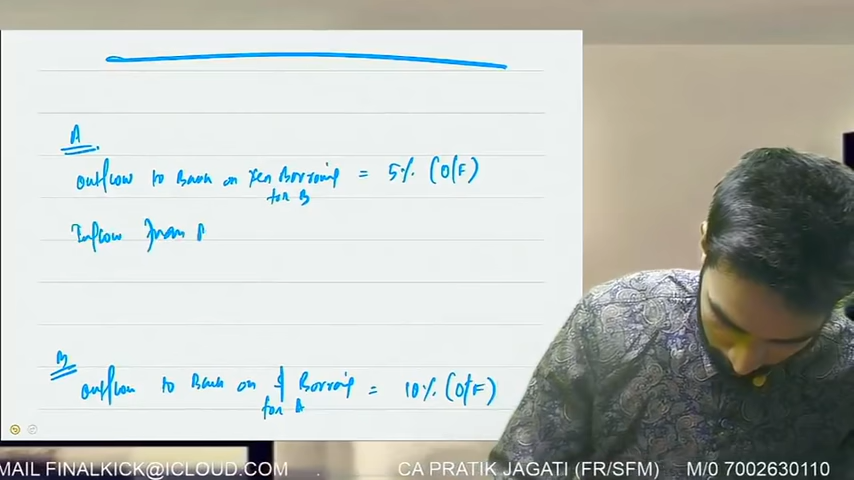 A
Outflow to Bank on Yen Borrowing = 5% (O/F)
for B
Inflow from
B
Outflow to Bank on $ Borrowing = 10% (O/F)
for A
MAIL FINALKICK@ICLOUD.COM CA PRATIK JAGATI (FR/SFM) M/0 7002630110